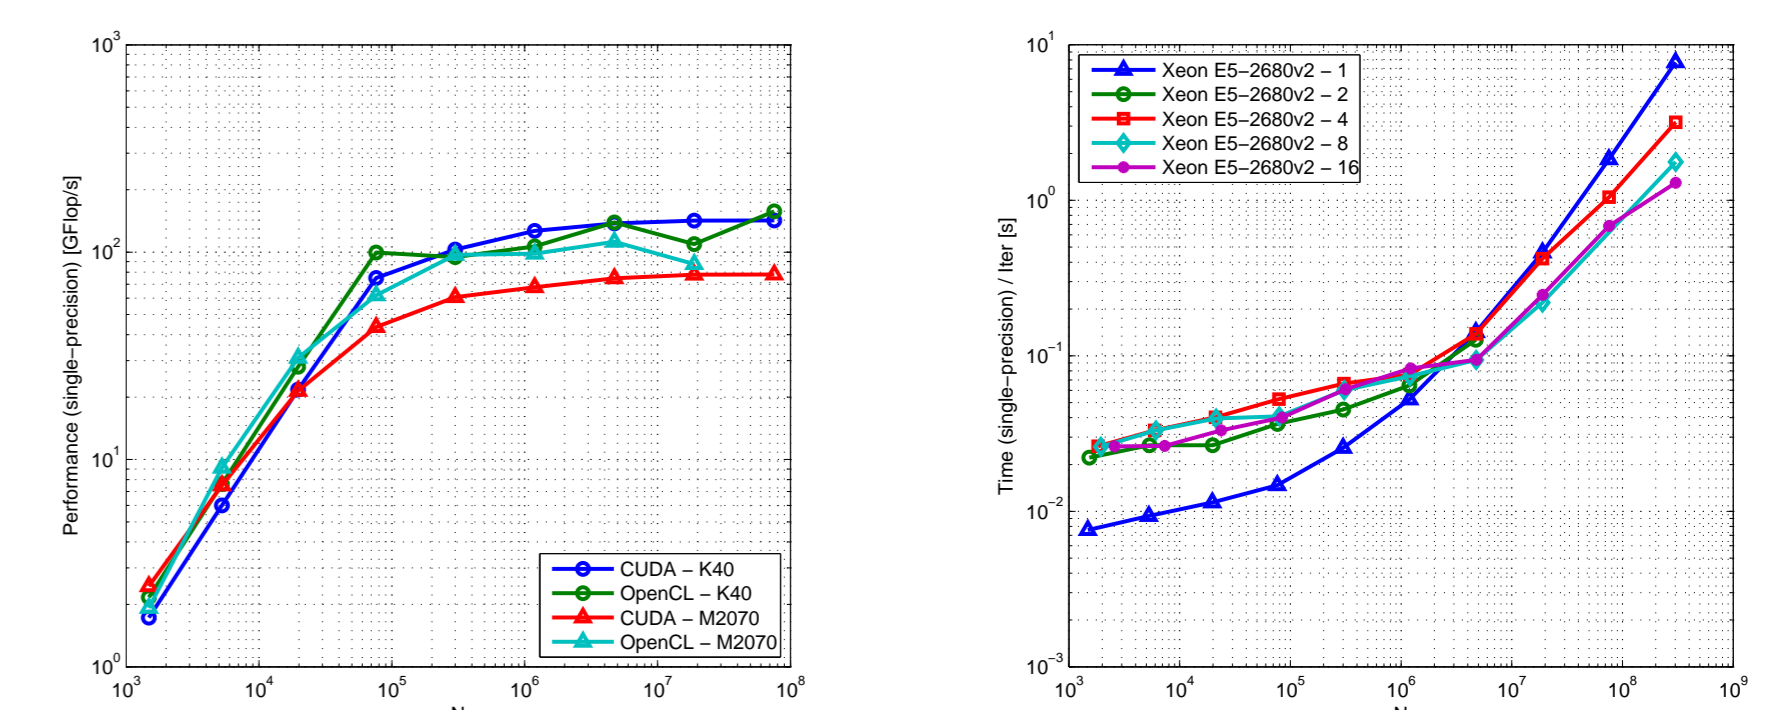 10^3
10^2
10^1
10^0
Performance (single-precision) [GFlop/s]
CUDA - K40
OpenCL - K40
CUDA - M2070
OpenCL - M2070
10^3 10^4 10^5 10^6 10^7 10^8
10^1
10^0
10^-1
10^-2
10^-3
Time (single-precision) / Iter [s]
Xeon E5-2680v2 - 1
Xeon E5-2680v2 - 2
Xeon E5-2680v2 - 4
Xeon E5-2680v2 - 8
Xeon E5-2680v2 - 16
10^3 10^4 10^5 10^6 10^7 10^8 10^9